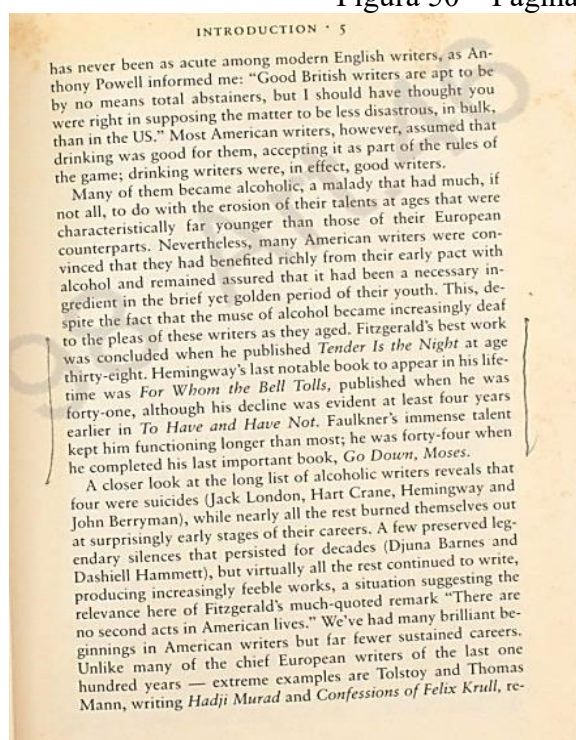 INTRODUCTION · 5
has never been as acute among modern English writers, as An-
thony Powell informed me: “Good British writers are apt to be
by no means total abstainers, but I should have thought you
were right in supposing the matter to be less disastrous, in bulk,
than in the US.” Most American writers, however, assumed that
drinking was good for them, accepting it as part of the rules of
the game; drinking writers were, in effect, good writers.
Many of them became alcoholic, a malady that had much, if
not all, to do with the erosion of their talents at ages that were
characteristically far younger than those of their European
counterparts. Nevertheless, many American writers were con-
vinced that they had benefited richly from their early pact with
alcohol and remained assured that it had been a necessary in-
gredient in the brief yet golden period of their youth. This, de-
spite the fact that the muse of alcohol became increasingly deaf
to the pleas of these writers as they aged. Fitzgerald’s best work
was concluded when he published Tender Is the Night at age
thirty-eight. Hemingway’s last notable book to appear in his life-
time was For Whom the Bell Tolls, published when he was
forty-one, although his decline was evident at least four years
earlier in To Have and Have Not. Faulkner’s immense talent
kept him functioning longer than most; he was forty-four when
he completed his last important book, Go Down, Moses.
A closer look at the long list of alcoholic writers reveals that
four were suicides (Jack London, Hart Crane, Hemingway and
John Berryman), while nearly all the rest burned themselves out
at surprisingly early stages of their careers. A few preserved leg-
endary silences that persisted for decades (Djuna Barnes and
Dashiell Hammett), but virtually all the rest continued to write,
producing increasingly feeble works, a situation suggesting the
relevance here of Fitzgerald’s much-quoted remark “There are
no second acts in American lives.” We’ve had many brilliant be-
ginnings in American writers but far fewer sustained careers.
Unlike many of the chief European writers of the last one
hundred years — extreme examples are Tolstoy and Thomas
Mann, writing Hadji Murad and Confessions of Felix Krull, re-